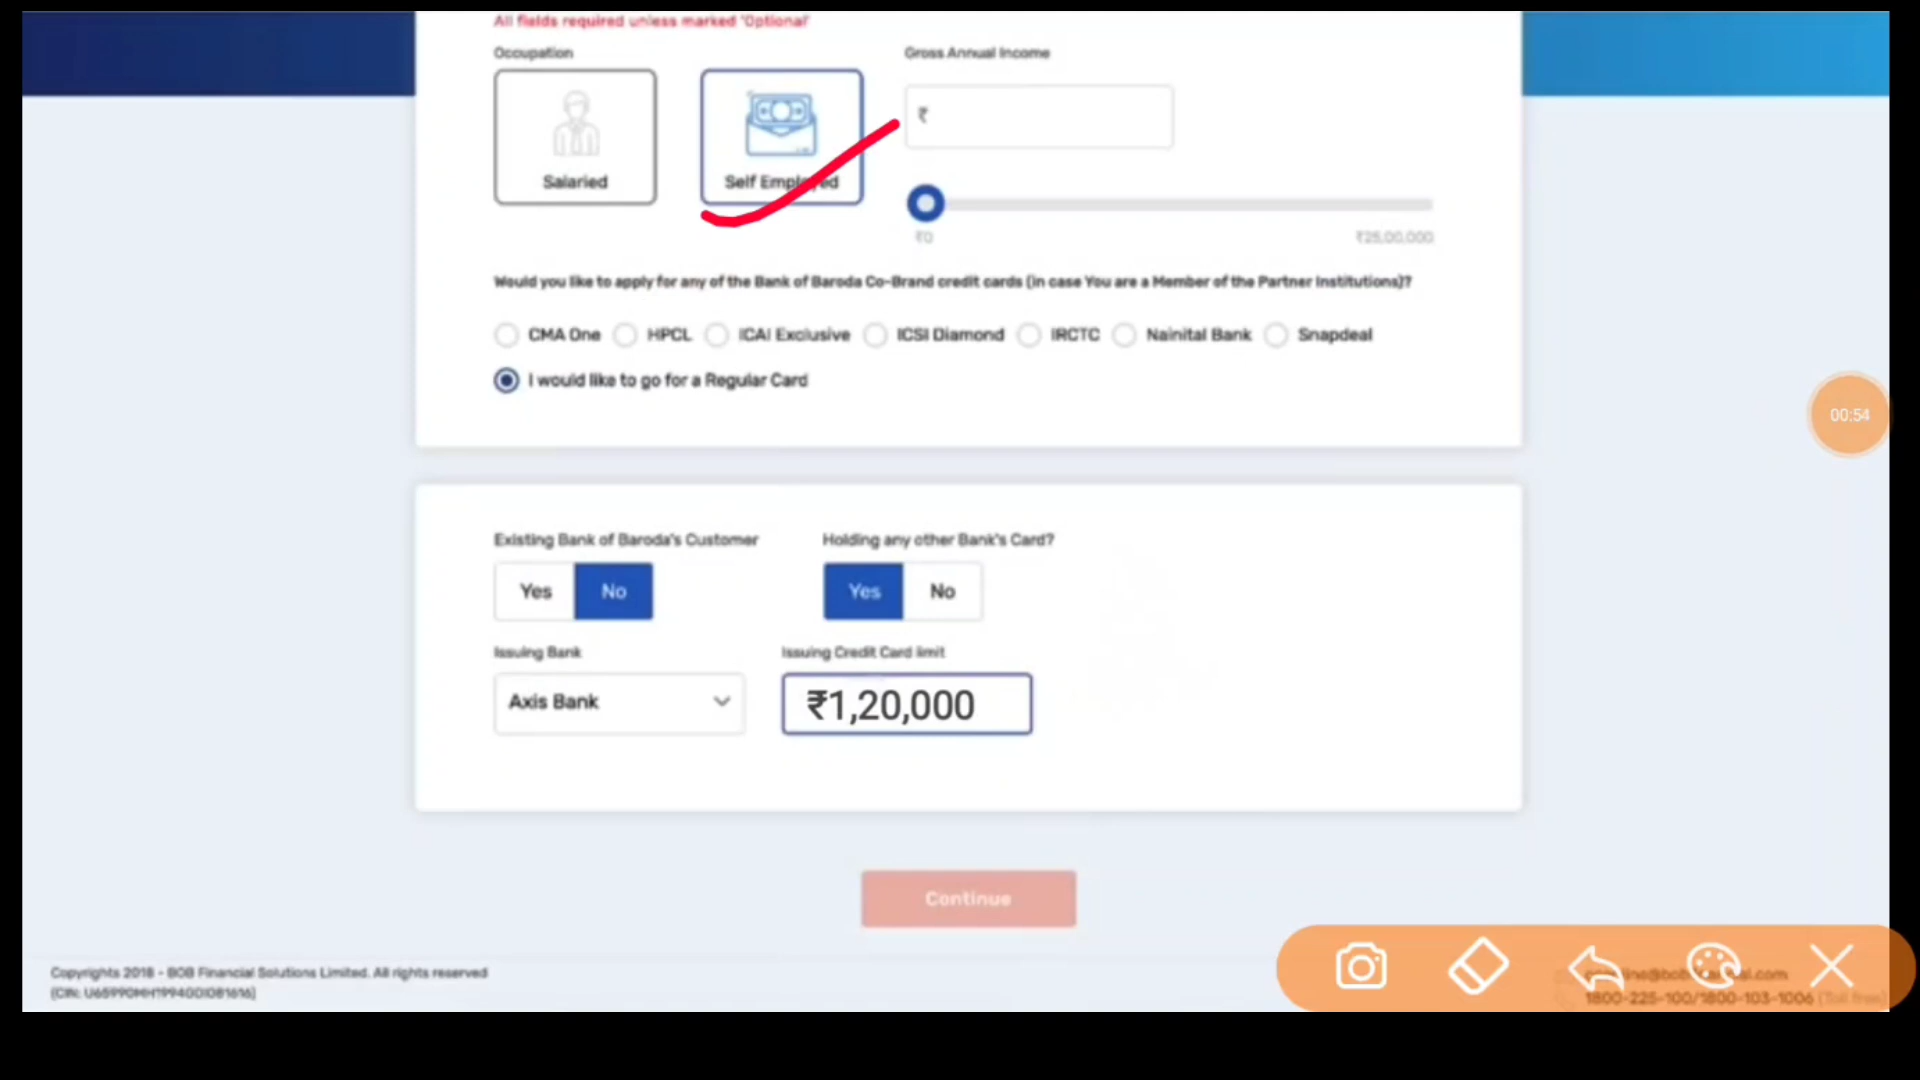 All fields required unless marked 'Optional'
Occupation
Gross Annual Income
₹
Salaried
Self Employed
₹0
₹25,00,000
Would you like to apply for any of the Bank of Baroda Co-Brand credit cards (in case You are a Member of the Partner Institutions)?
CMA One HPCL ICAI Exclusive ICSI Diamond IRCTC Nainital Bank Snapdeal
I would like to go for a Regular Card
00:54
Existing Bank of Baroda's Customer
Holding any other Bank's Card?
Yes No
Yes No
Issuing Bank
Issuing Credit Card limit
Axis Bank
₹1,20,000
Continue
Copyrights 2018 - BOB Financial Solutions Limited. All rights reserved
(CIN: U65990MH1994GOI081616)
1800-225-100/1800-103-1006 (Toll free)